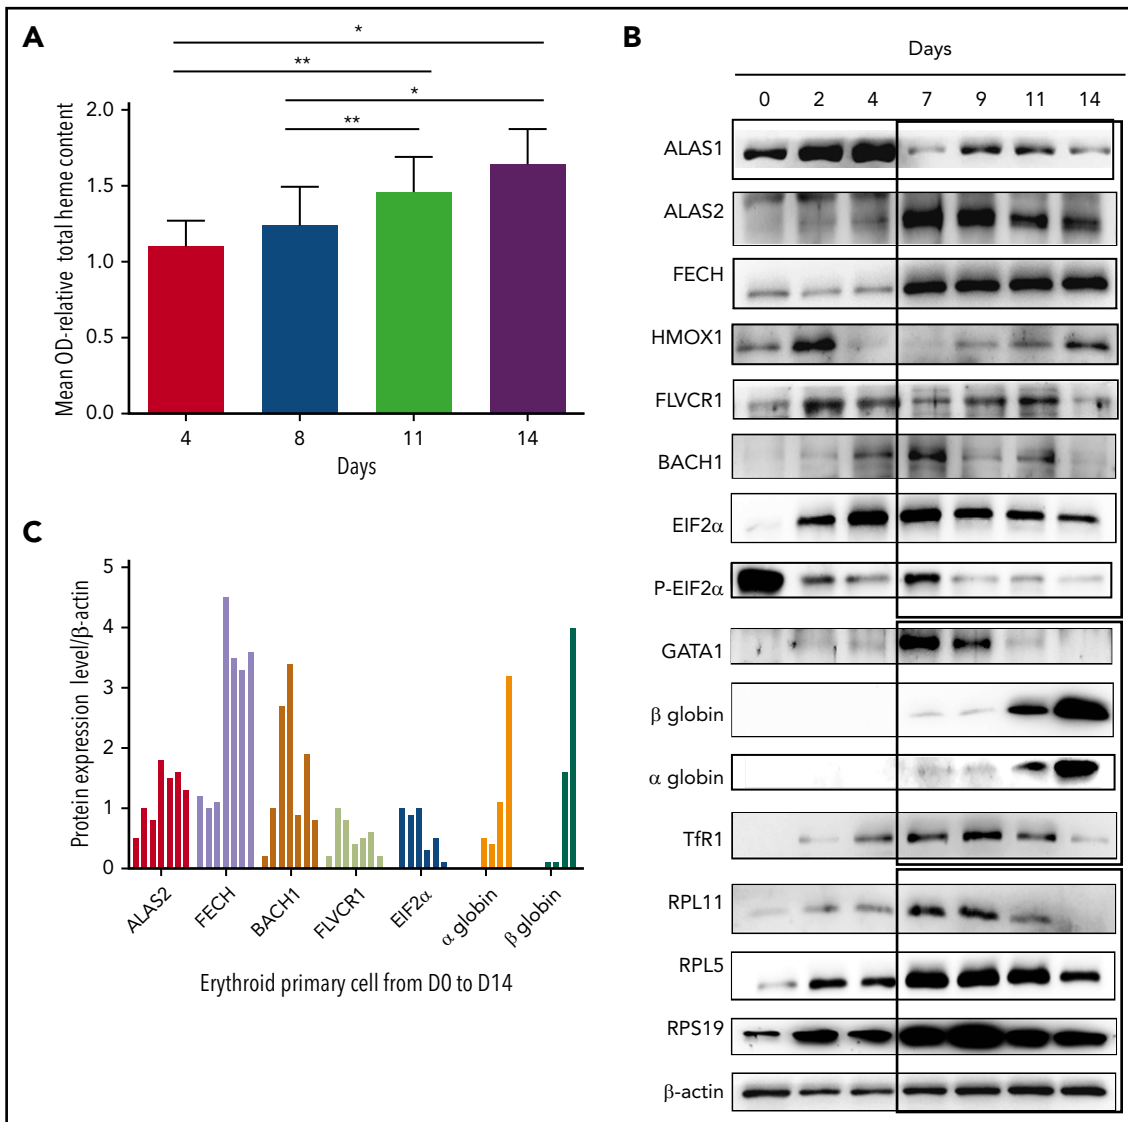 A
*
**
*
**
2.0
1.5
1.0
0.5
0.0
Mean OD-relative total heme content
4 8 11 14
Days
B
Days
0 2 4 7 9 11 14
ALAS1
ALAS2
FECH
HMOX1
FLVCR1
BACH1
EIF2α
P-EIF2α
GATA1
β globin
α globin
TfR1
RPL11
RPL5
RPS19
β-actin
C
5
4
3
2
1
0
Protein expression level/β-actin
ALAS2 FECH BACH1 FLVCR1 EIF2α α globin β globin
Erythroid primary cell from D0 to D14